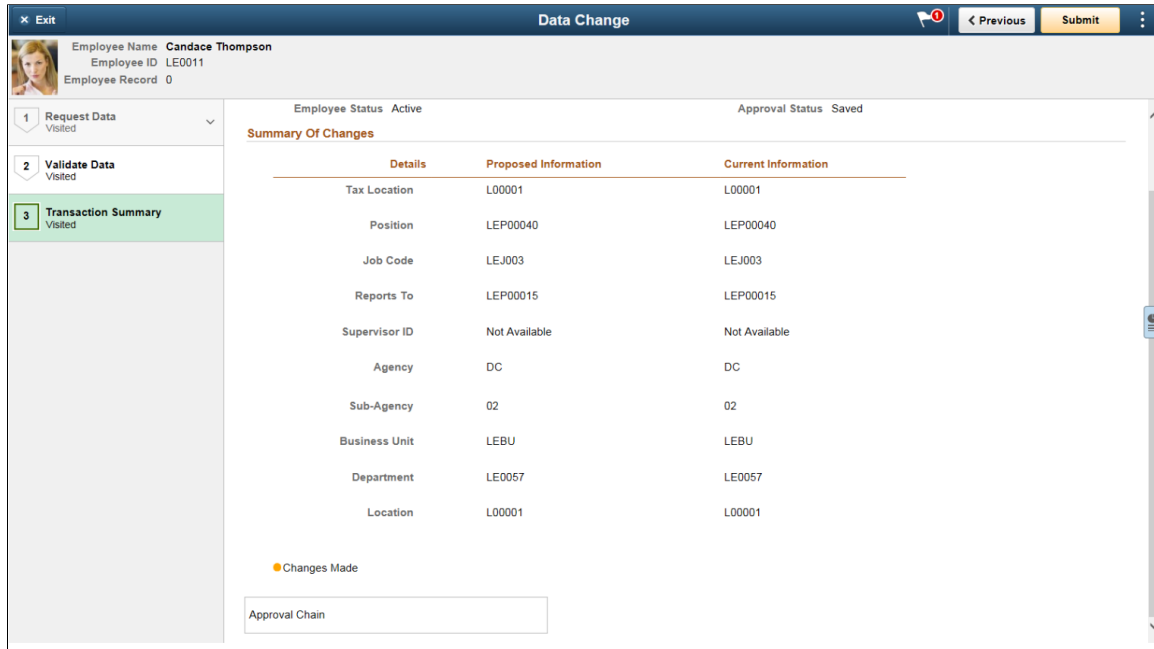 × Exit Data Change 1 Previous Submit
Employee Name Candace Thompson
Employee ID LE0011
Employee Record 0
1 Request Data
Visited
2 Validate Data
Visited
3 Transaction Summary
Visited
Employee Status Active Approval Status Saved
Summary Of Changes
Details Proposed Information Current Information
Tax Location L00001 L00001
Position LEP00040 LEP00040
Job Code LEJ003 LEJ003
Reports To LEP00015 LEP00015
Supervisor ID Not Available Not Available
Agency DC DC
Sub-Agency 02 02
Business Unit LEBU LEBU
Department LE0057 LE0057
Location L00001 L00001
Changes Made
Approval Chain